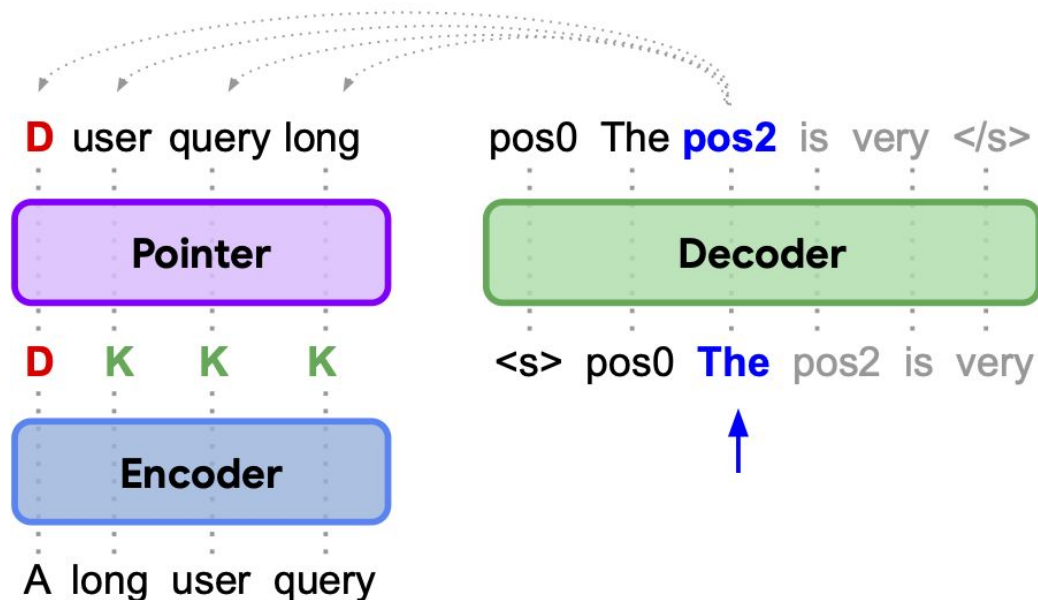 D user query long
pos0 The pos2 is very </s>
Pointer
Decoder
D K K K
<s> pos0 The pos2 is very
Encoder
A long user query